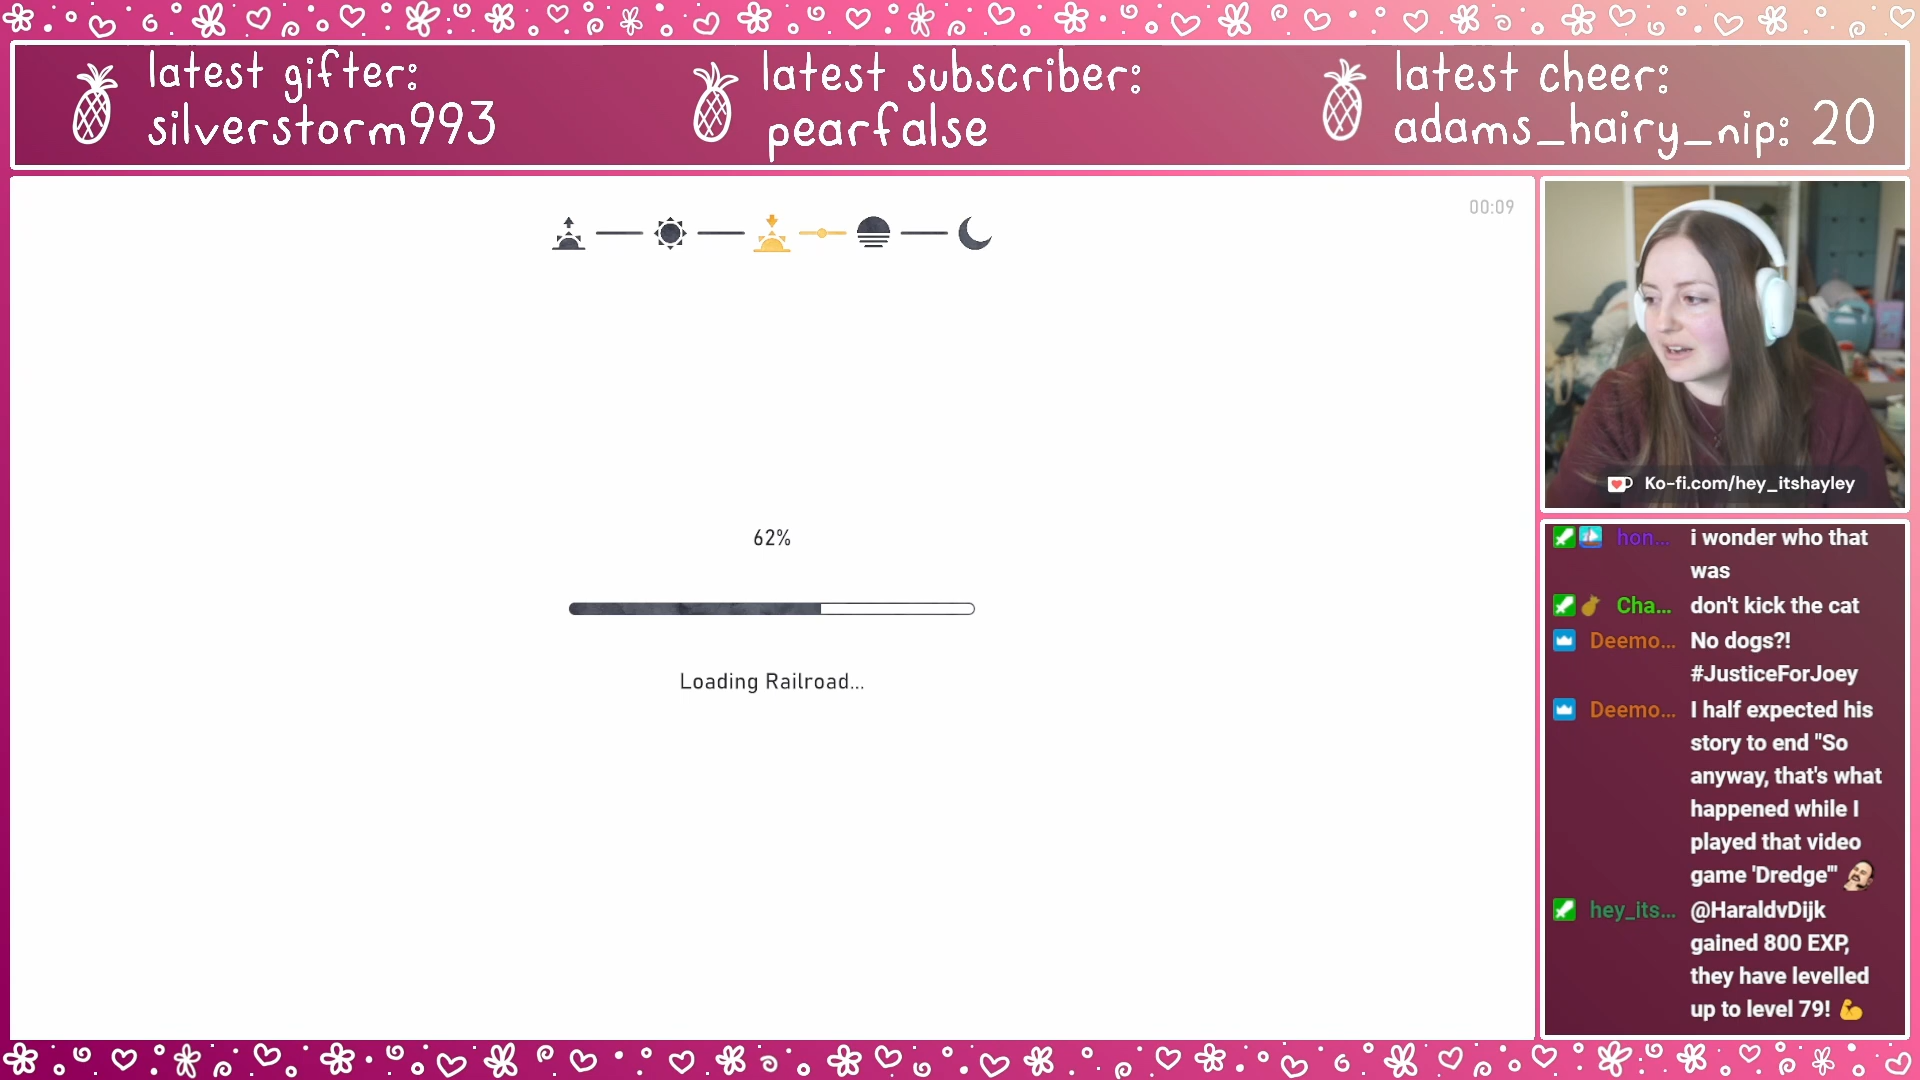 latest gifter:
silverstorm993
latest subscriber:
pearfalse
latest cheer:
adams_hairy_nip: 20
00:09
62%
Loading Railroad...
Ko-fi.com/hey_itshayley
hon... i wonder who that
was
Cha... don't kick the cat
Deemo... No dogs?!
#JusticeForJoey
Deemo... I half expected his
story to end "So
anyway, that's what
happened while I
played that video
game 'Dredge'"
hey_its... @HaraldvDijk
gained 800 EXP,
they have levelled
up to level 79!